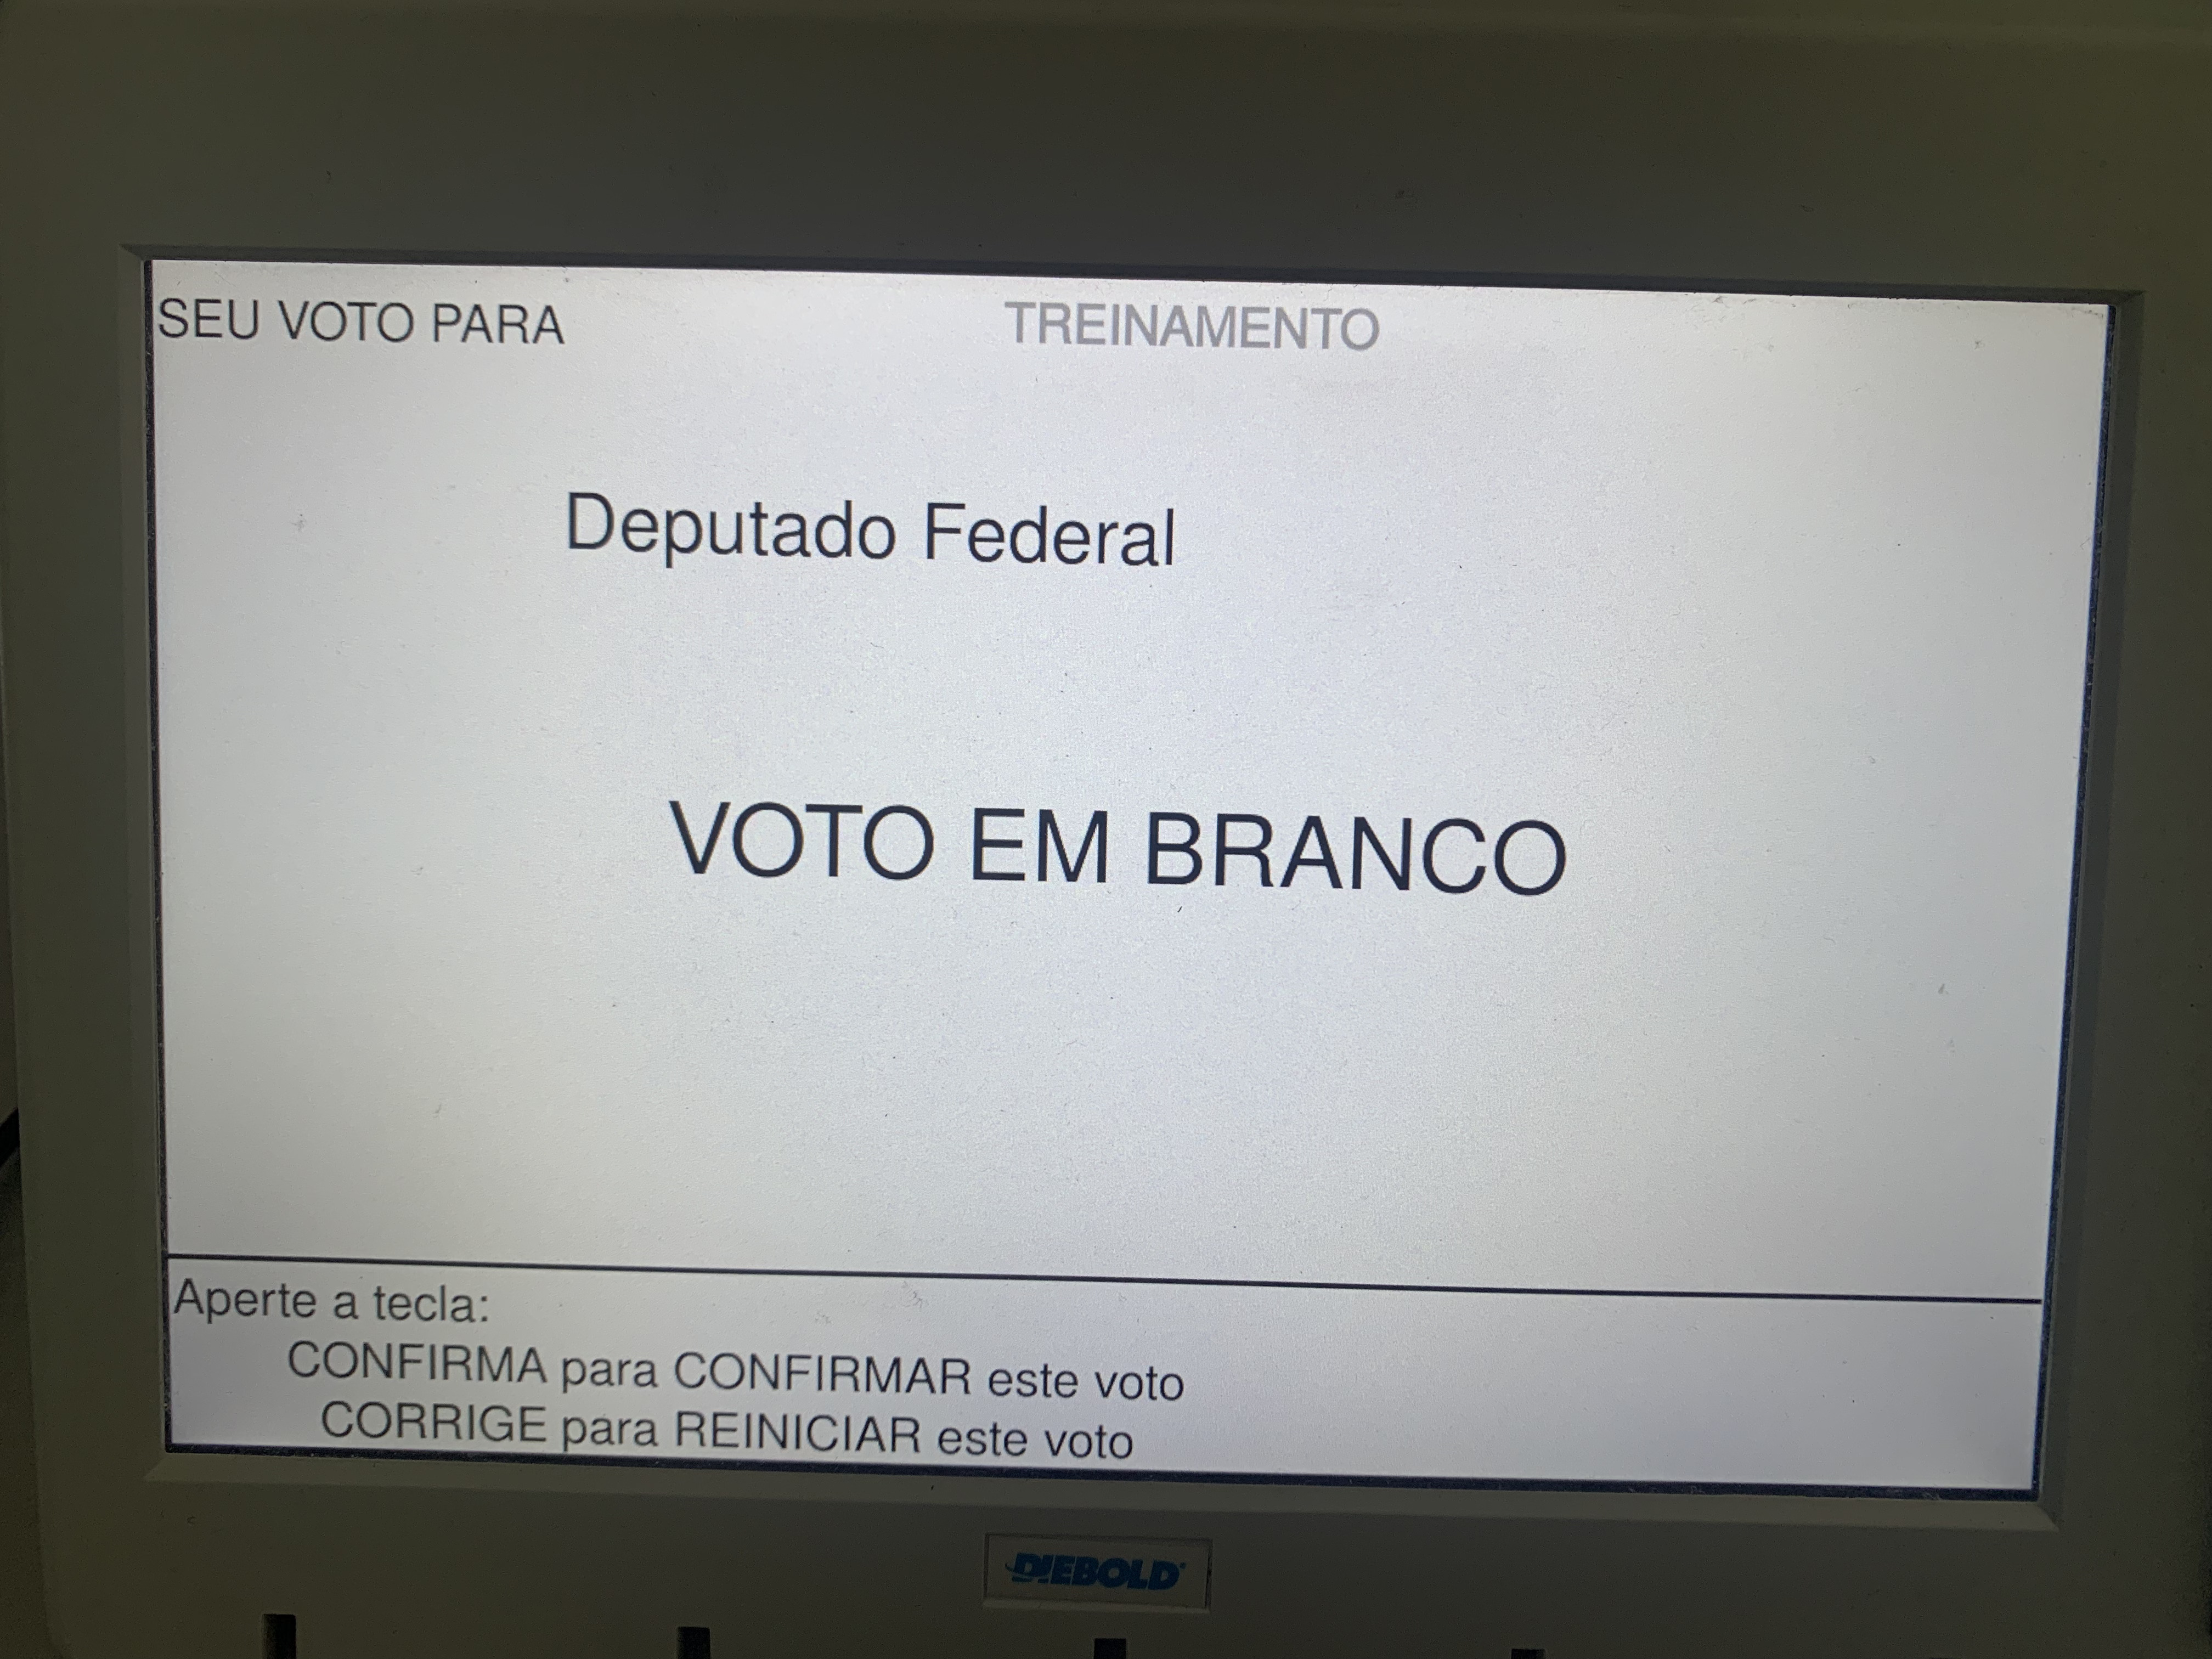 SEU VOTO PARA TREINAMENTO
Deputado Federal
VOTO EM BRANCO
Aperte a tecla:
CONFIRMA para CONFIRMAR este voto
CORRIGE para REINICIAR este voto
DIEBOLD